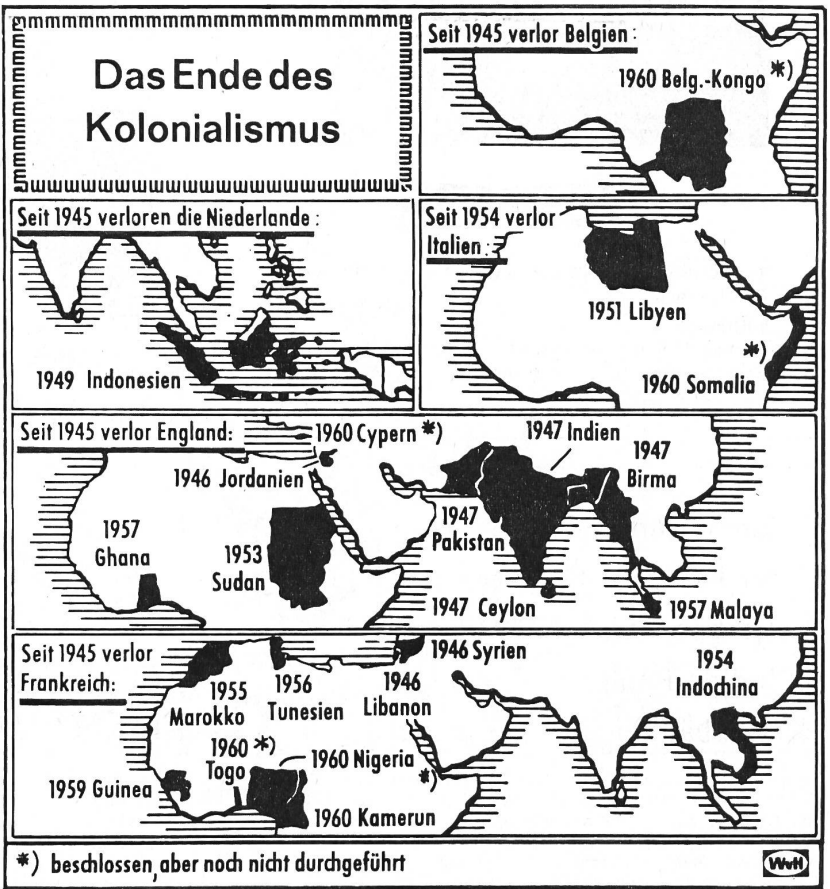 Das Ende des
Kolonialismus
Seit 1945 verlor Belgien:
1960 Belg.-Kongo *)
Seit 1945 verloren die Niederlande:
1949 Indonesien
Seit 1954 verlor
Italien:
1951 Libyen
*)
1960 Somalia
Seit 1945 verlor England:
1960 Cypern *)
1946 Jordanien
1947 Indien
1947
Birma
1957
Ghana
1953
Sudan
1947
Pakistan
1947 Ceylon
1957 Malaya
Seit 1945 verlor
Frankreich:
1946 Syrien
1954
Indochina
1955
Marokko
1956
Tunesien
1946
Libanon
1960 *)
Togo
1960 Nigeria
*)
1959 Guinea
1960 Kamerun
*) beschlossen, aber noch nicht durchgeführt
WvH